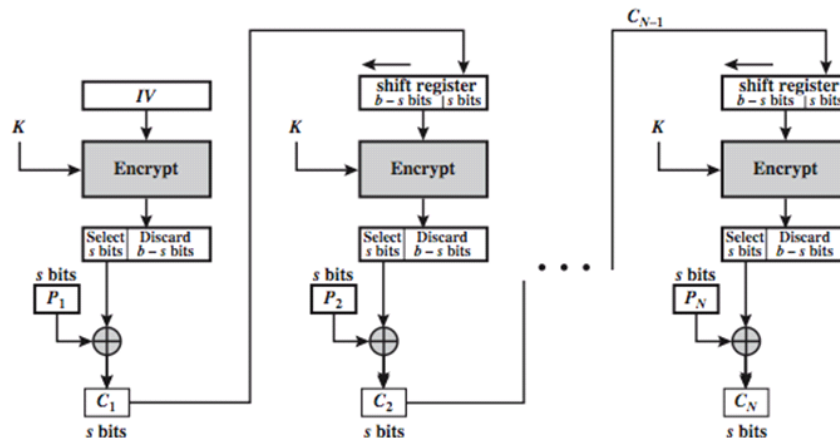 C_{N-1}
IV
shift register
b – s bits | s bits
shift register
b – s bits | s bits
K
K
K
Encrypt
Encrypt
Encrypt
Select Discard
s bits b – s bits
Select Discard
s bits b – s bits
Select Discard
s bits b – s bits
s bits
s bits
s bits
P_1
P_2
P_N
C_1
C_2
C_N
s bits
s bits
s bits